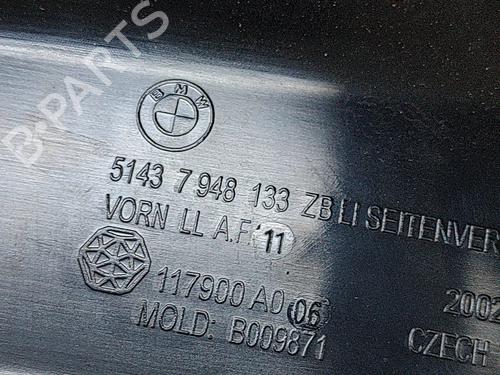 B-PARTS
BMW
5143 7 948 133 ZB LI SEITENVER
VORN LL A.F. 11
117900 A0 06 2002
MOLD: B009871 CZECH